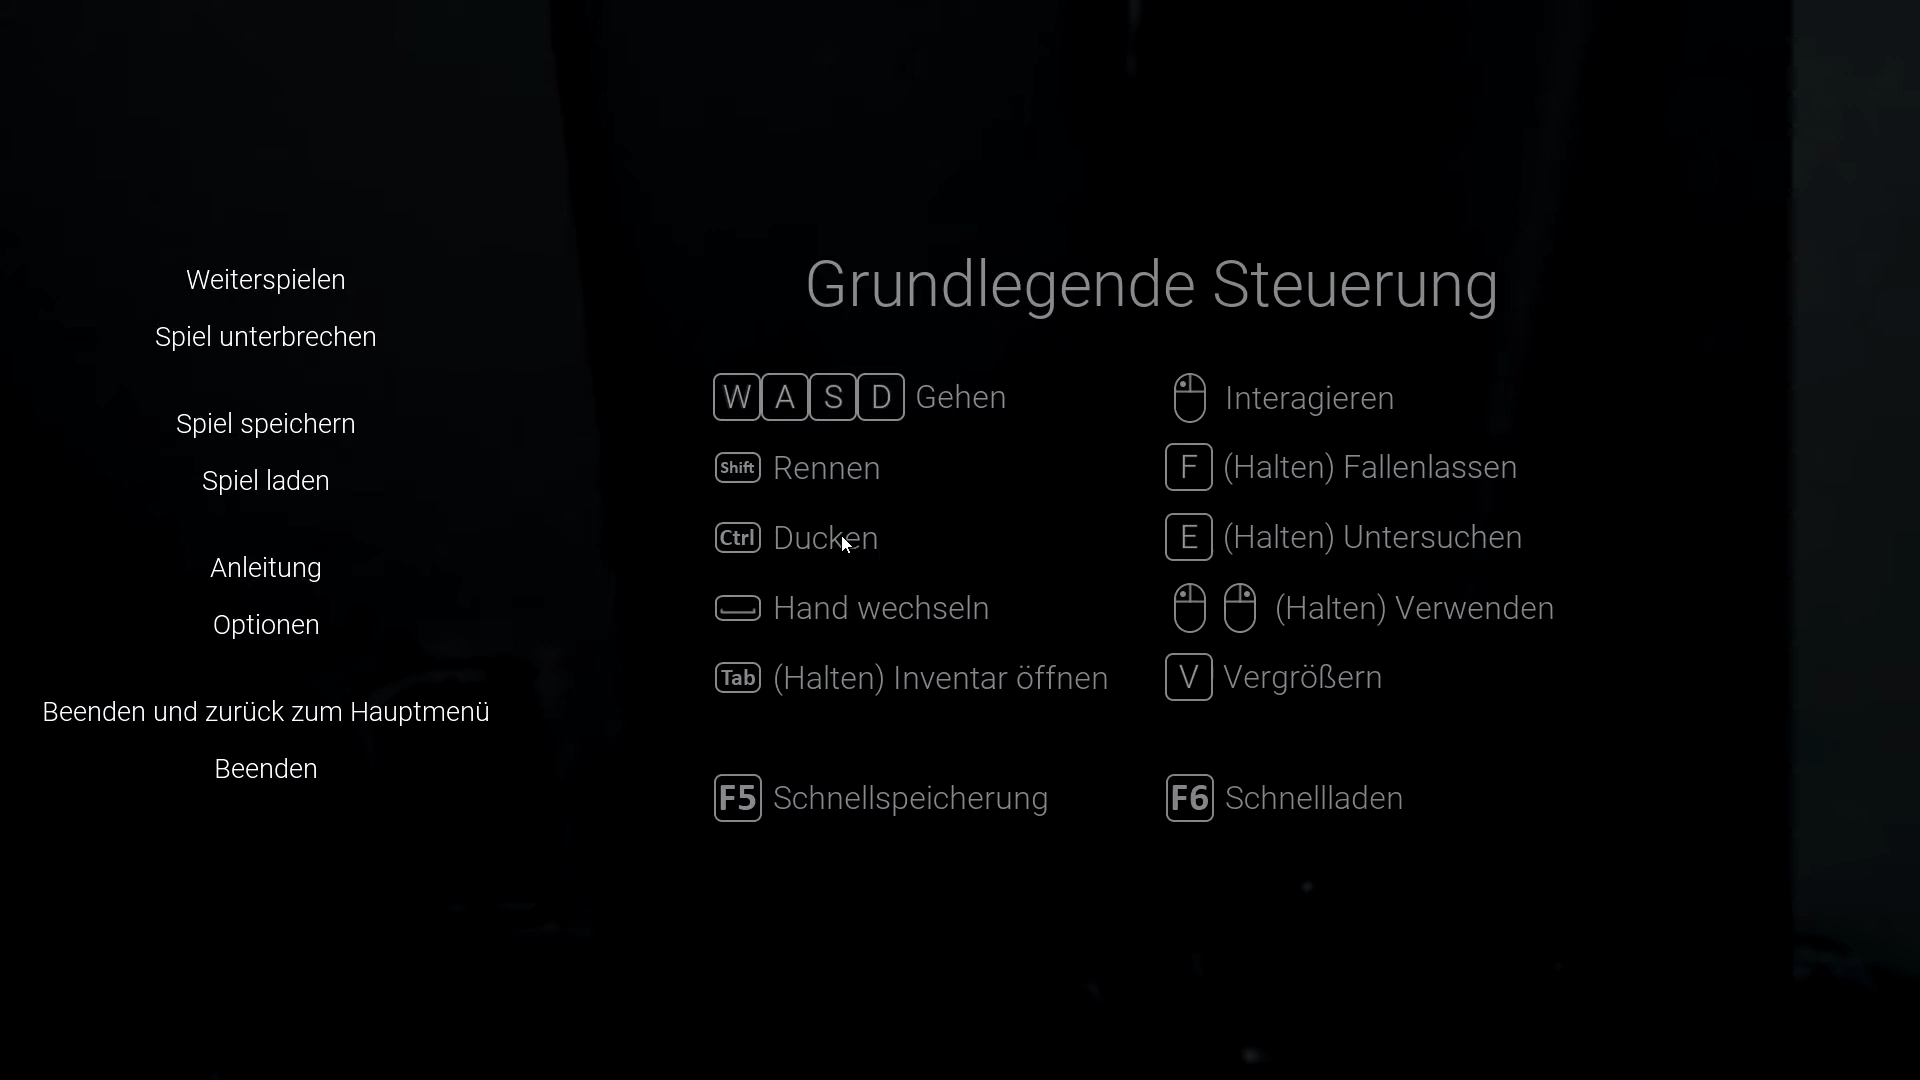 Weiterspielen
Spiel unterbrechen
Spiel speichern
Spiel laden
Anleitung
Optionen
Beenden und zurück zum Hauptmenü
Beenden
Grundlegende Steuerung
W A S D Gehen
Shift Rennen
Ctrl Ducken
Hand wechseln
Tab (Halten) Inventar öffnen
Interagieren
F (Halten) Fallenlassen
E (Halten) Untersuchen
(Halten) Verwenden
V Vergrößern
F5 Schnellspeicherung
F6 Schnellladen